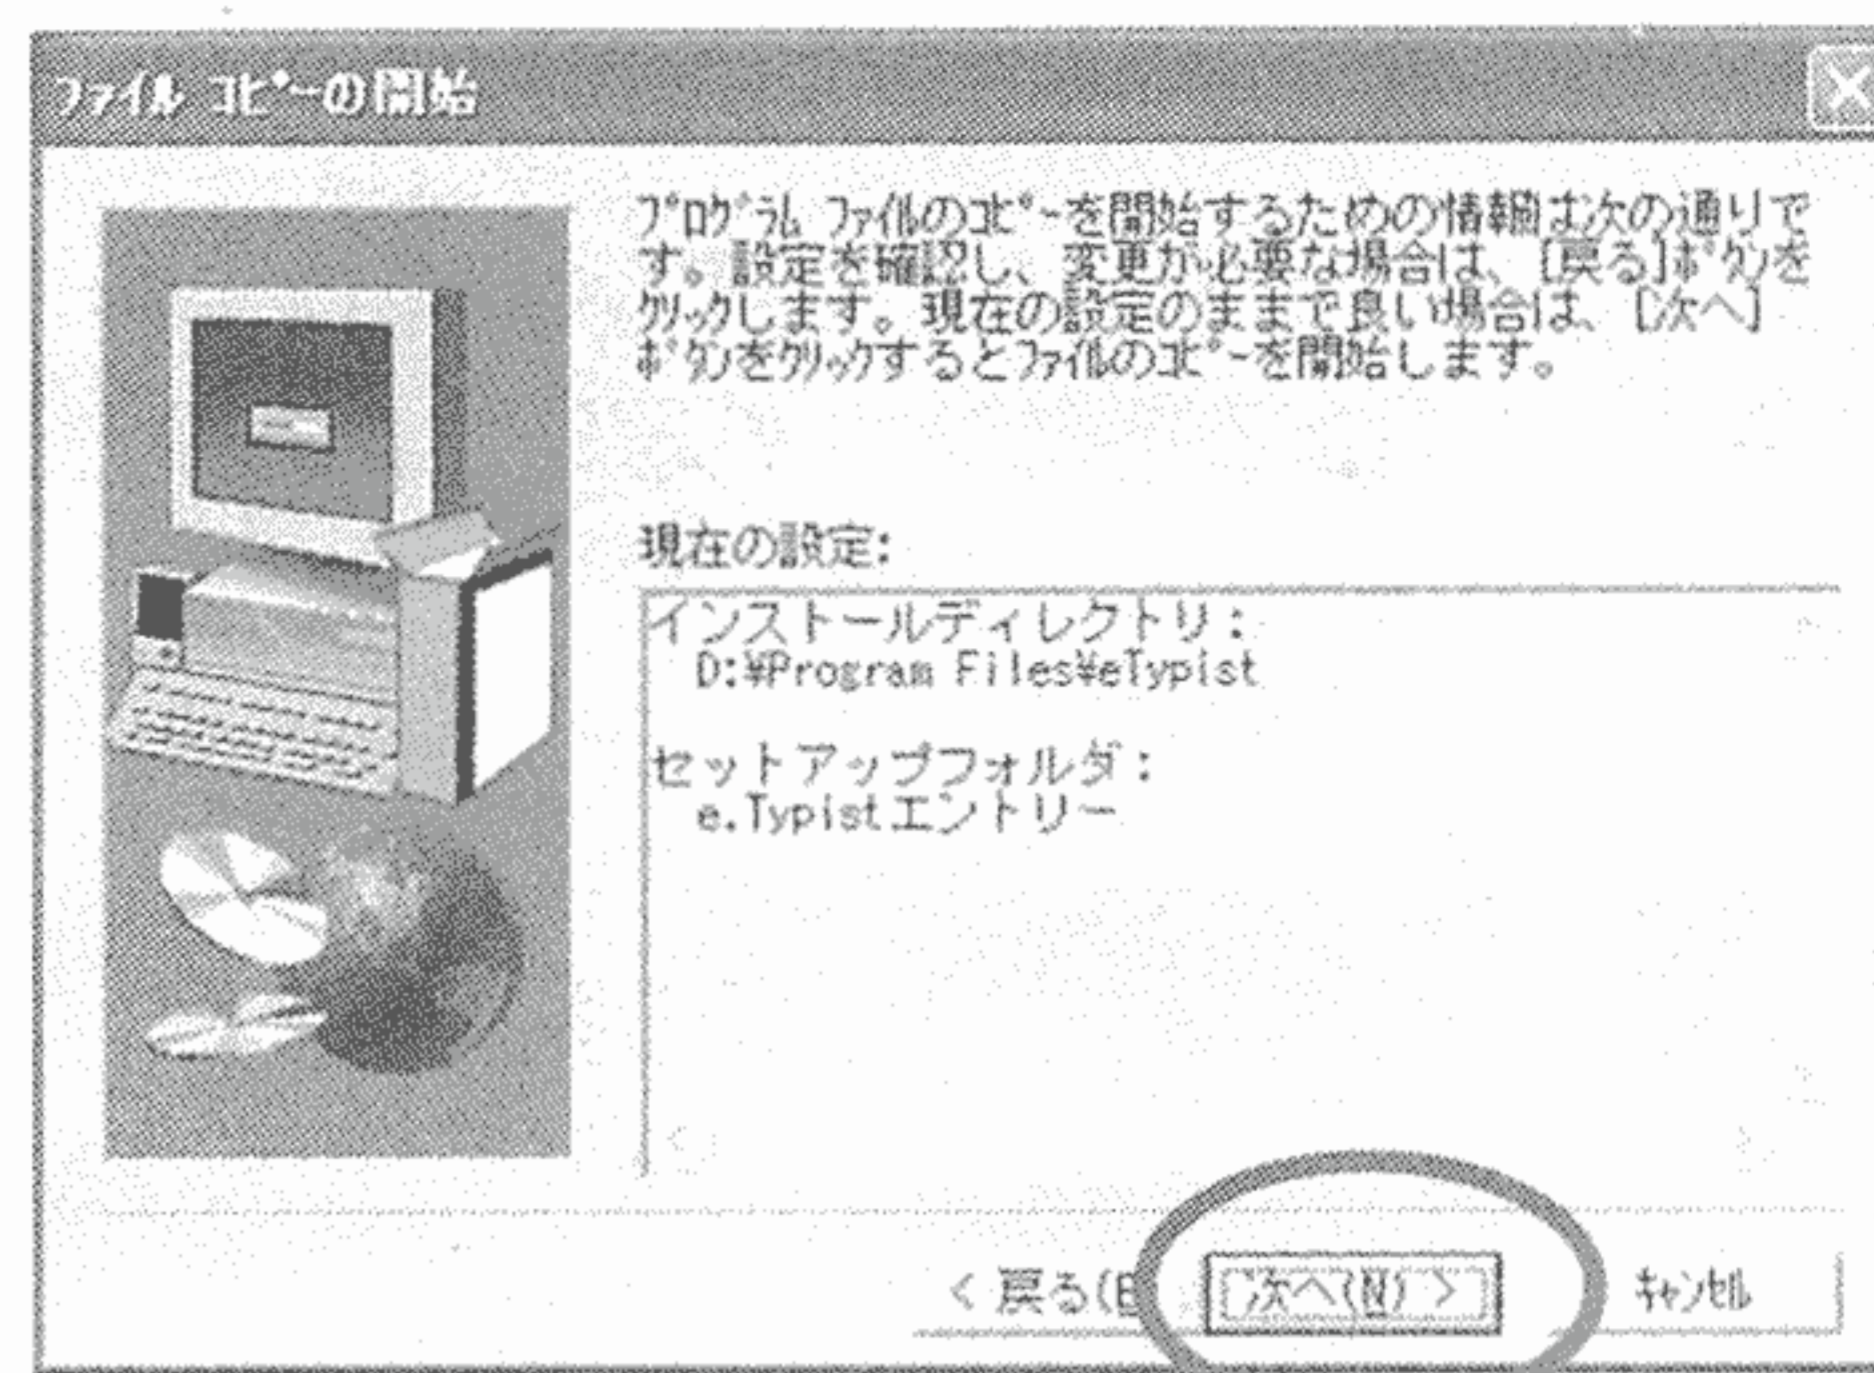 ファイル コピーの開始
プログラム ファイルのコピーを開始するための情報は次の通りで
す。設定を確認し、変更が必要な場合は、[戻る]ボタンを
クリックします。現在の設定のままで良い場合は、[次へ]
ボタンをクリックするとファイルのコピーを開始します。
現在の設定:
インストールディレクトリ:
D:¥Program Files¥eTypist
セットアップフォルダ:
e.Typistエントリー
< 戻る(B 次へ(N) > キャンセル